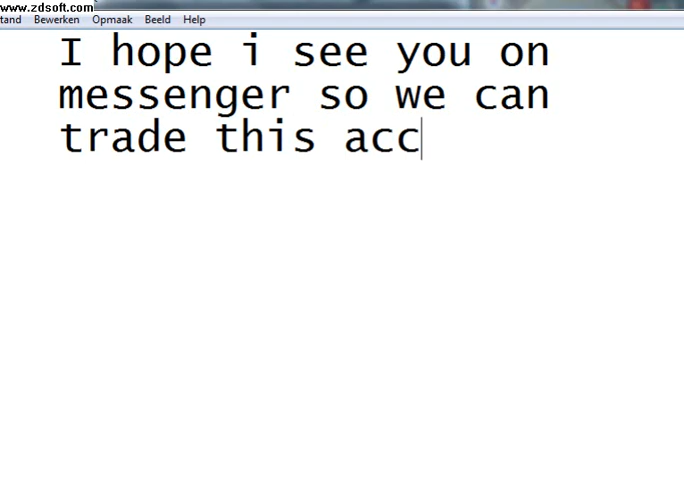 www.zdsoft.com
tand Bewerken Opmaak Beeld Help
I hope i see you on
messenger so we can
trade this acc